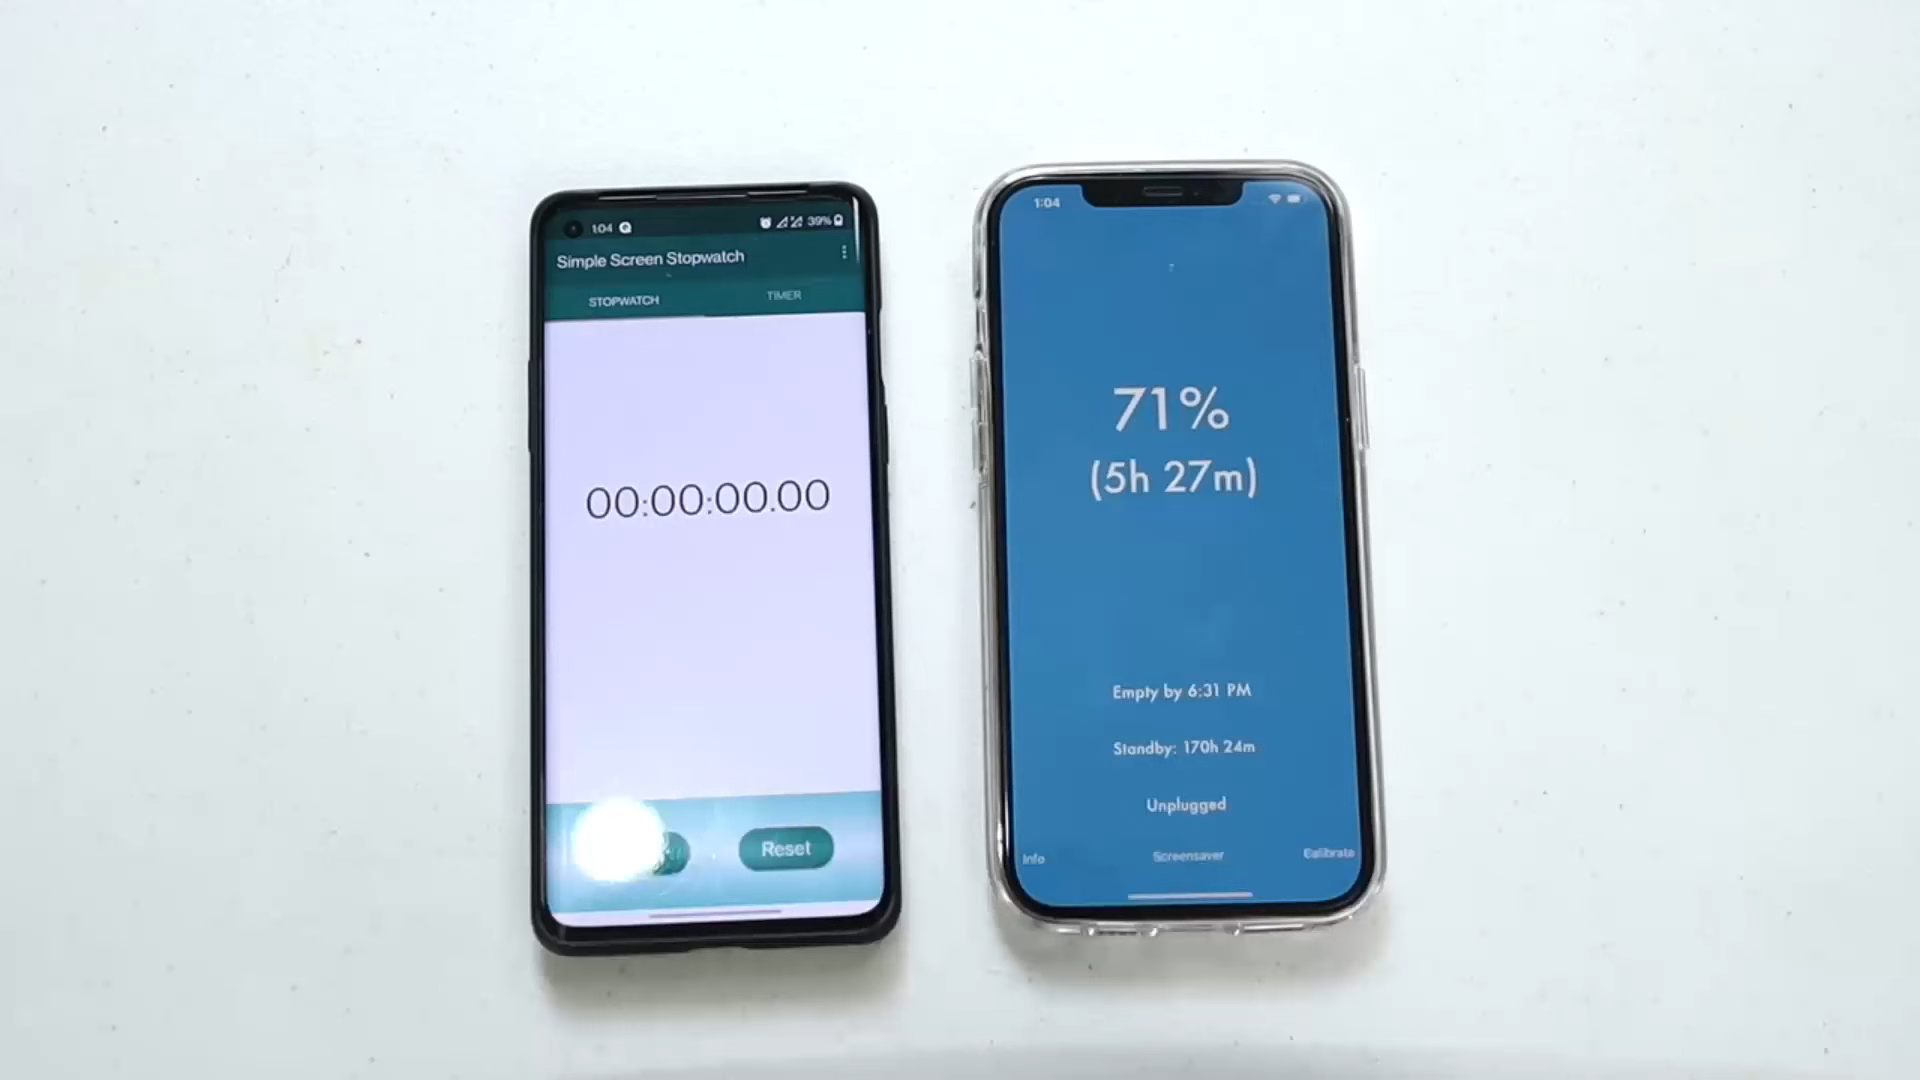 1:04
39%
Simple Screen Stopwatch
STOPWATCH
TIMER
00:00:00.00
Reset
1:04
71%
(5h 27m)
Empty by 6:31 PM
Standby: 170h 24m
Unplugged
Info
Screensaver
Calibrate